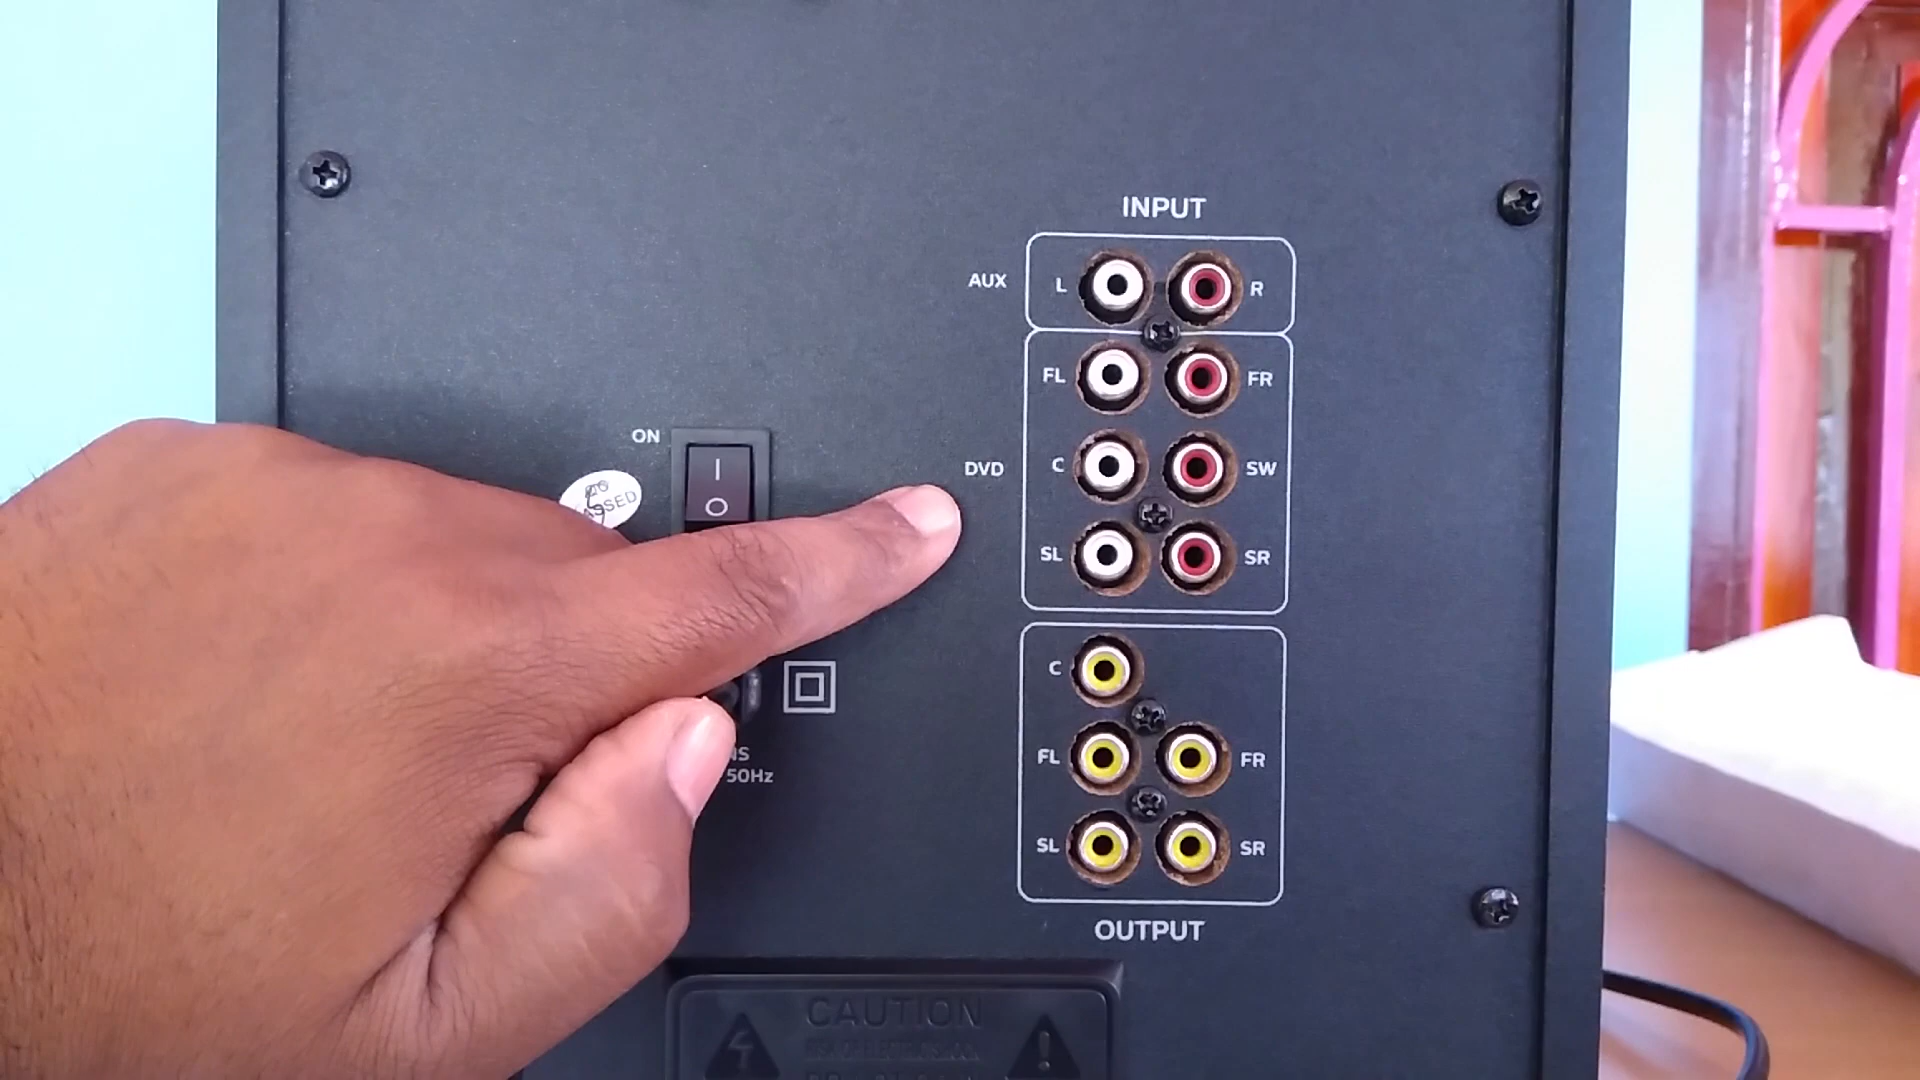 INPUT
AUX L R
FL FR
ON
DVD C SW
SL SR
C
FL FR
50Hz
SL SR
OUTPUT
CAUTION